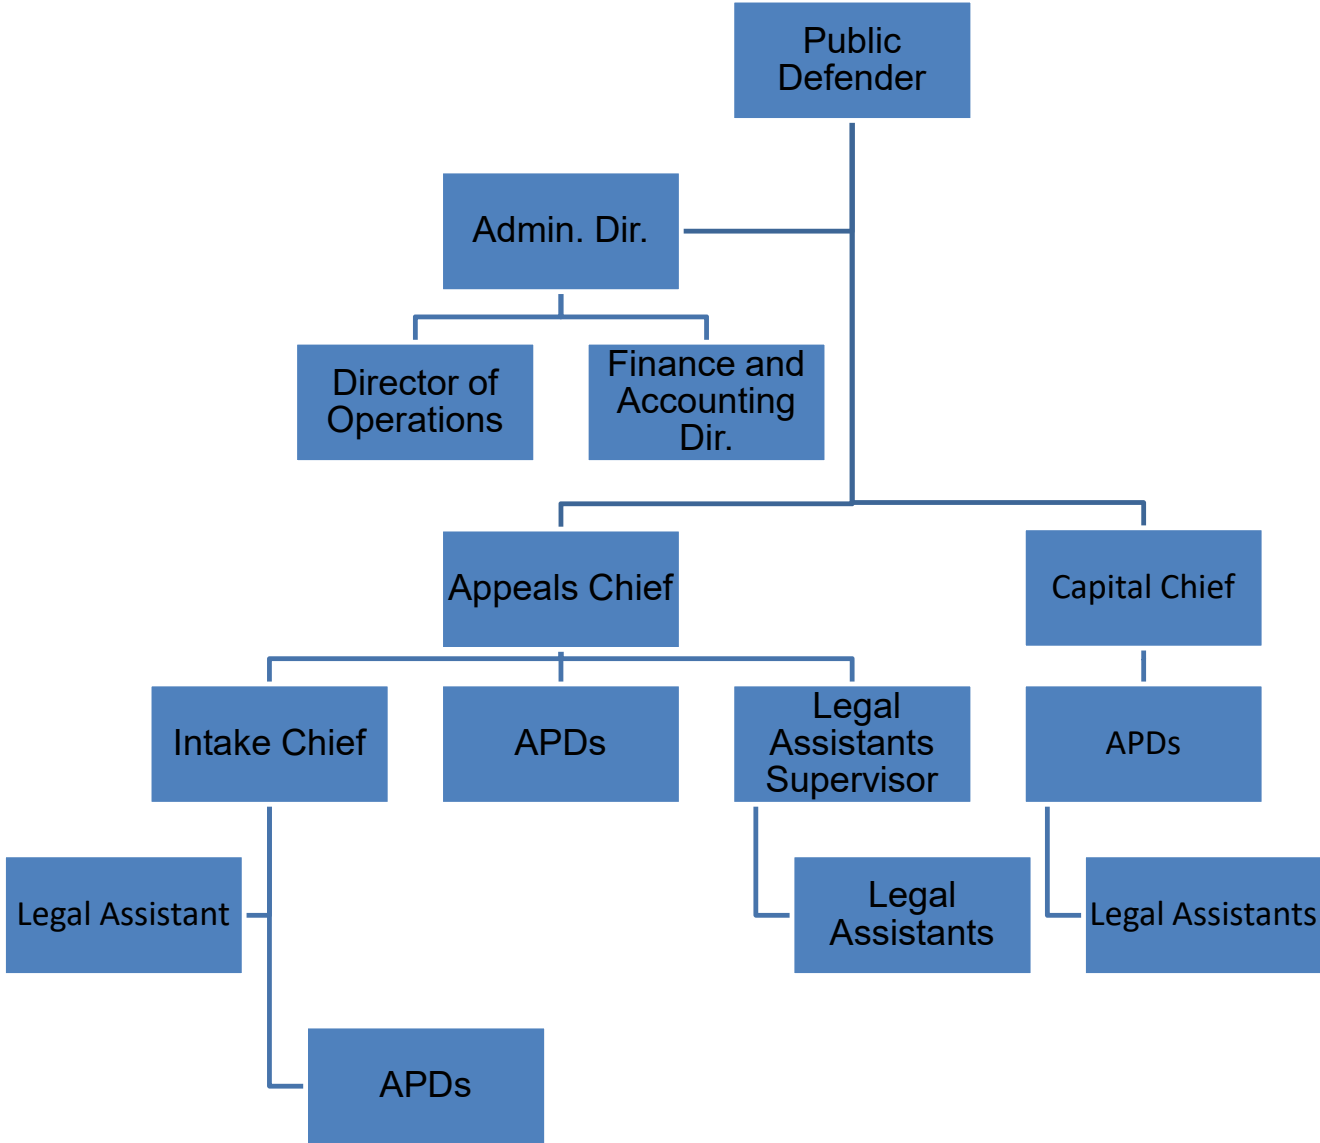 Public
Defender
Admin. Dir.
Director of
Operations
Finance and
Accounting
Dir.
Appeals Chief
Capital Chief
Intake Chief
APDs
Legal
Assistants
Supervisor
APDs
Legal Assistant
Legal
Assistants
Legal Assistants
APDs